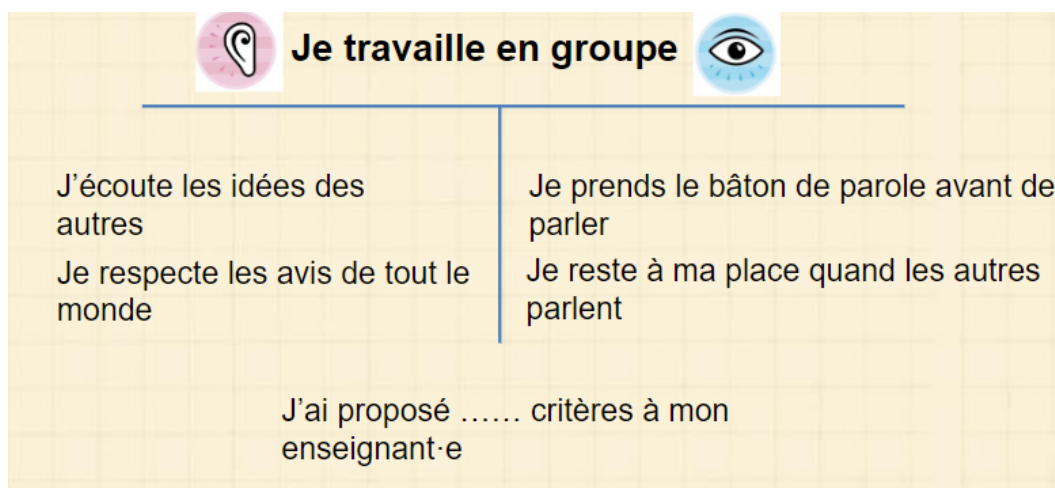 Je travaille en groupe
J'écoute les idées des
autres
Je respecte les avis de tout le
monde
Je prends le bâton de parole avant de
parler
Je reste à ma place quand les autres
parlent
J'ai proposé …… critères à mon
enseignant·e